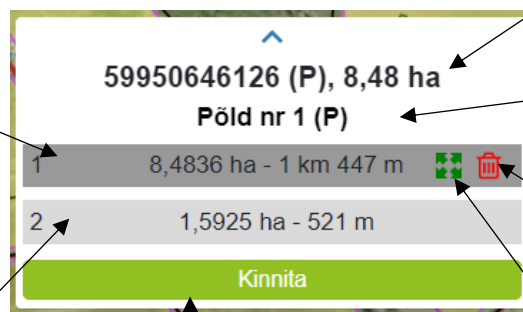 59950646126 (P), 8,48 ha
Põld nr 1 (P)
1 8,4836 ha - 1 km 447 m
2 1,5925 ha - 521 m
Kinnita